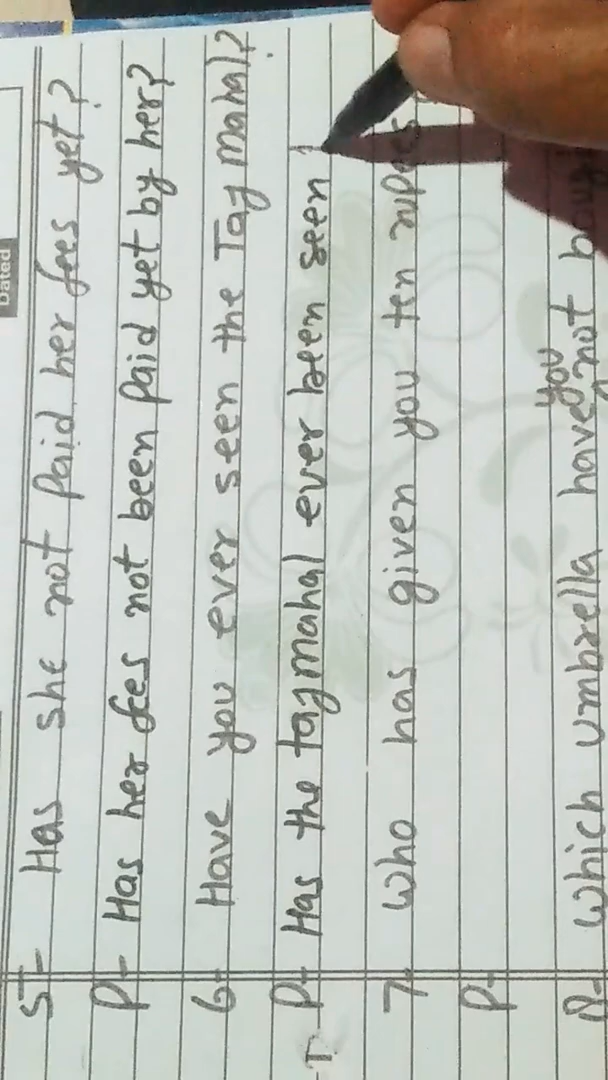 Dated
5- Has she not Paid her fees yet?
P- Has her fees not been Paid yet by her?
6- Have you ever seen the Tajmahal?
P- Has the tajmahal ever been seen
7- Who has given you ten rupees
P-
8- Which umbrella have you not